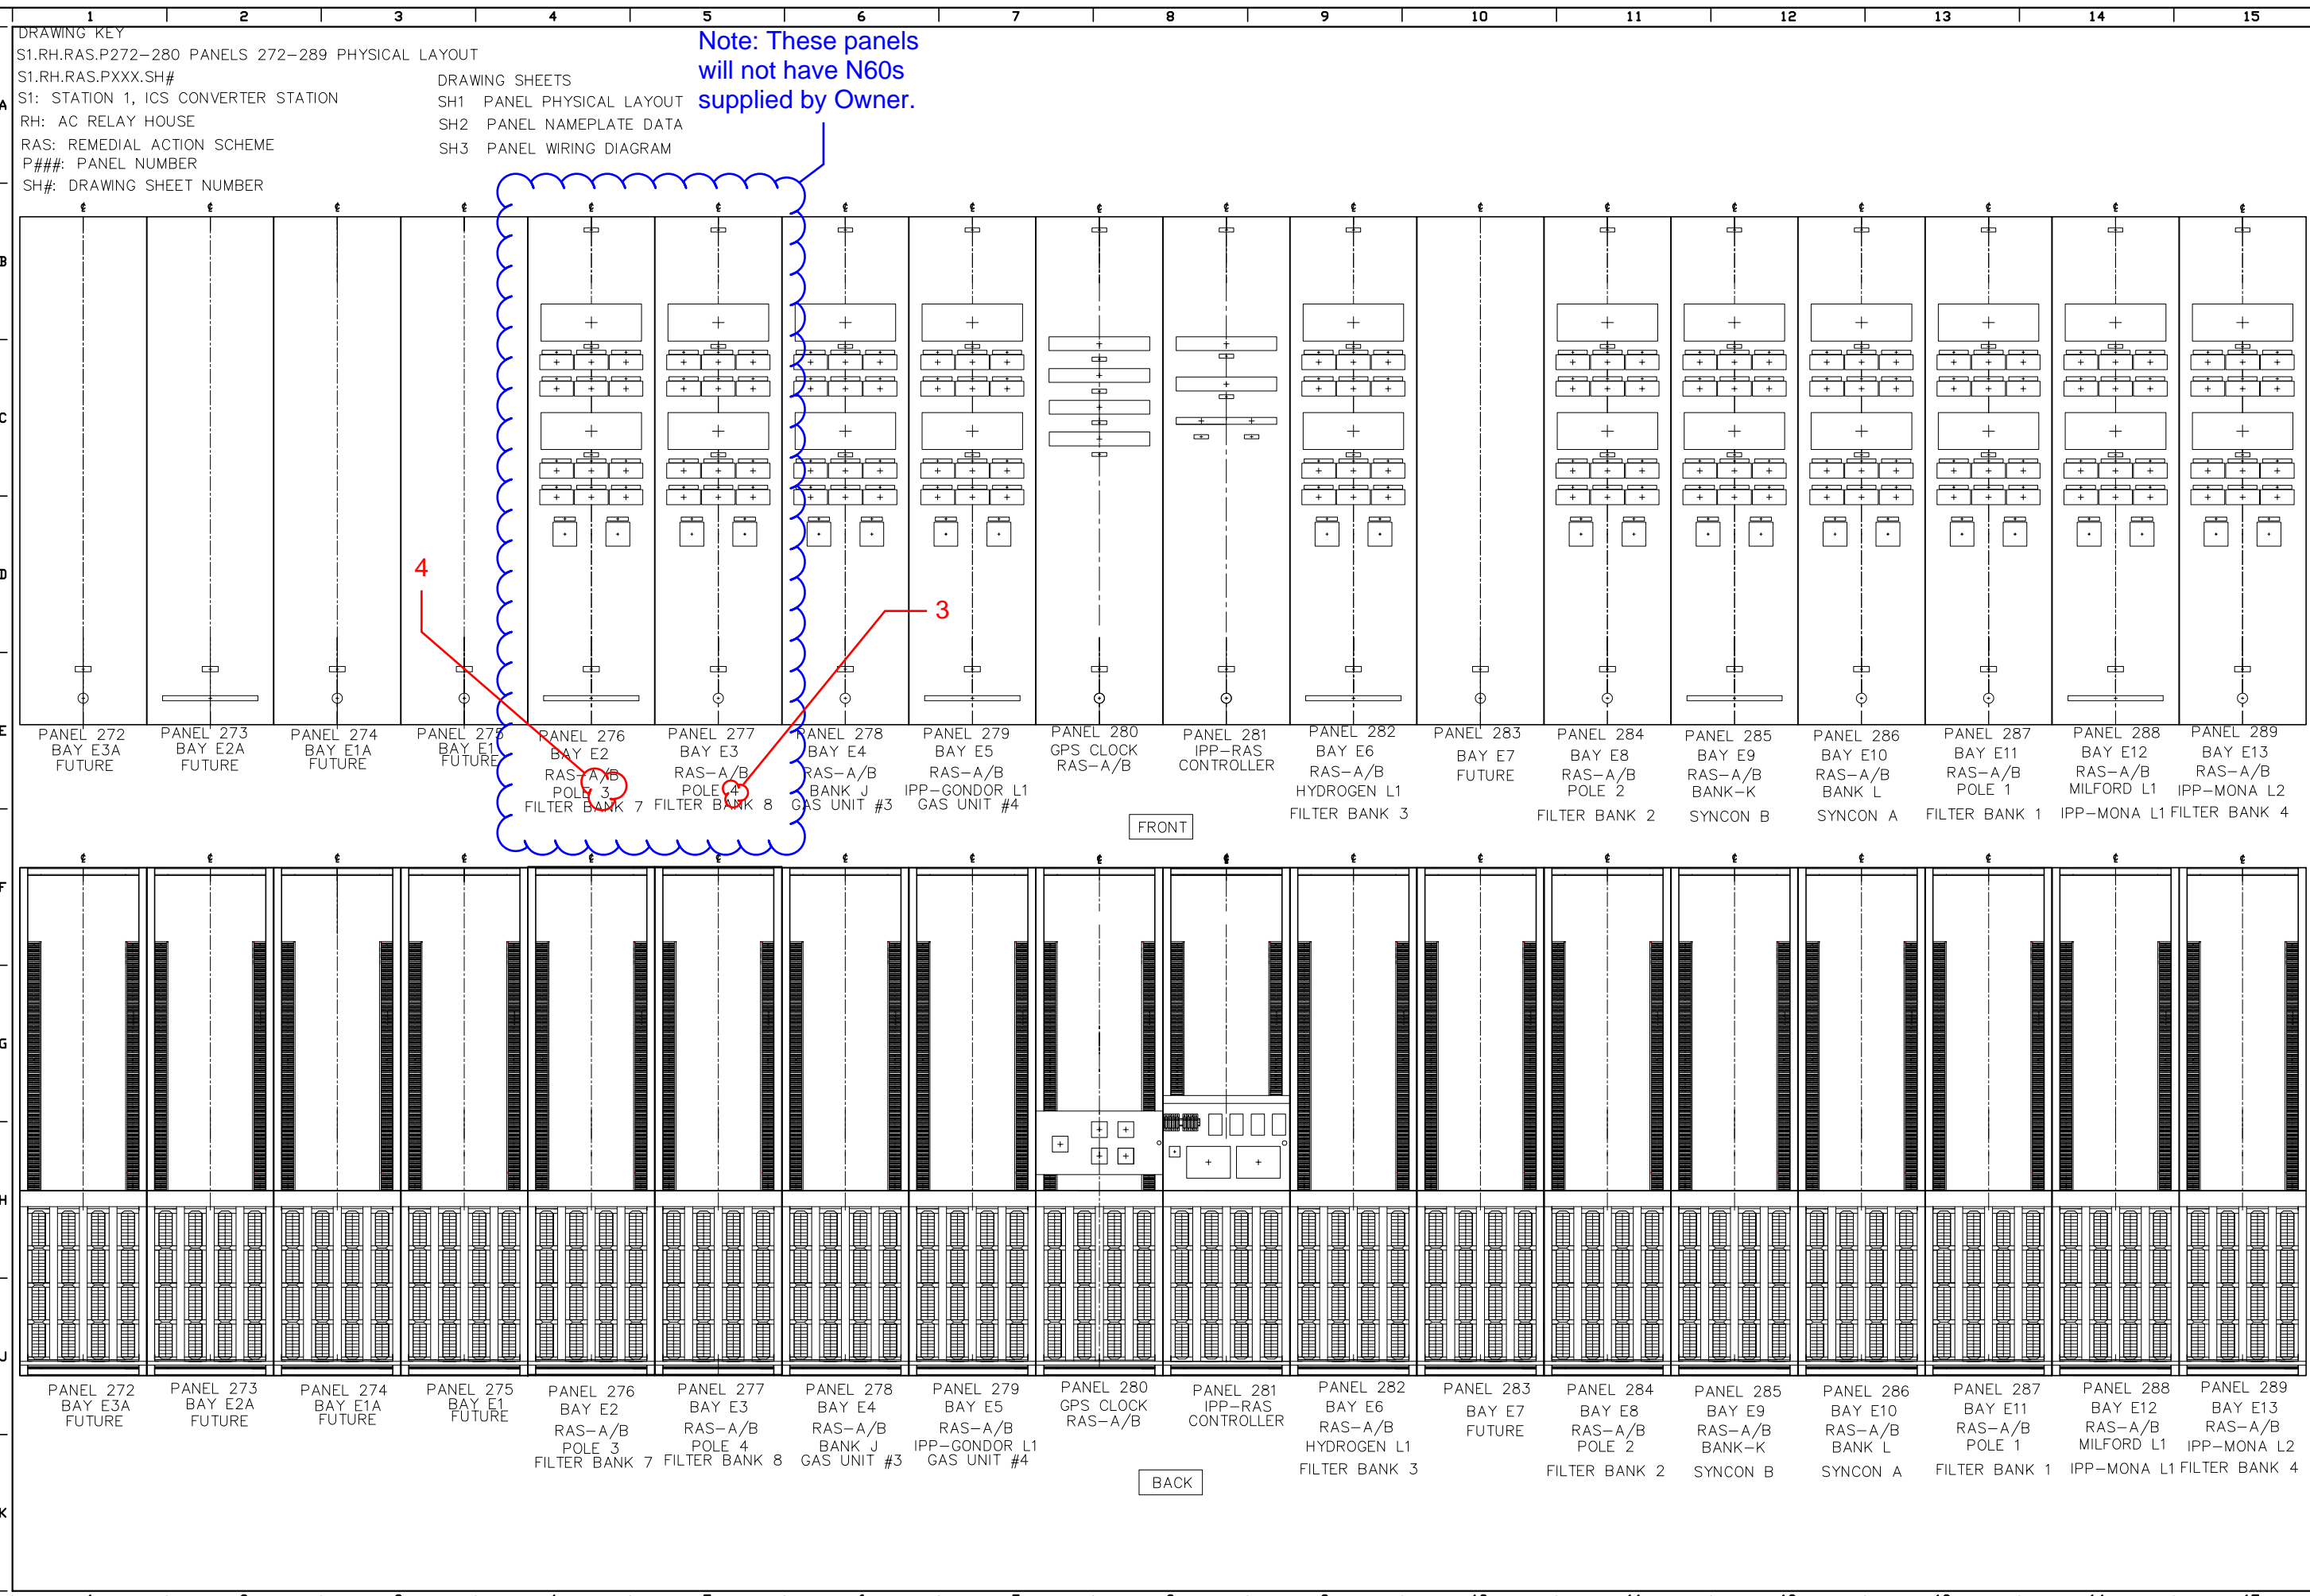 1 2 3 4 5 6 7 8 9 10 11 12 13 14 15
DRAWING KEY
S1.RH.RAS.P272-280 PANELS 272-289 PHYSICAL LAYOUT
S1.RH.RAS.PXXX.SH#
S1: STATION 1, ICS CONVERTER STATION
RH: AC RELAY HOUSE
RAS: REMEDIAL ACTION SCHEME
P###: PANEL NUMBER
SH#: DRAWING SHEET NUMBER
DRAWING SHEETS
SH1 PANEL PHYSICAL LAYOUT
SH2 PANEL NAMEPLATE DATA
SH3 PANEL WIRING DIAGRAM
Note: These panels
will not have N60s
supplied by Owner.
A
B
C
D
E
F
G
H
J
K
4
3
PANEL 272
BAY E3A
FUTURE
PANEL 273
BAY E2A
FUTURE
PANEL 274
BAY E1A
FUTURE
PANEL 275
BAY E1
FUTURE
PANEL 276
BAY E2
RAS-A/B
POLE 3
FILTER BANK 7
PANEL 277
BAY E3
RAS-A/B
POLE 4
FILTER BANK 8
PANEL 278
BAY E4
RAS-A/B
BANK J
GAS UNIT #3
PANEL 279
BAY E5
RAS-A/B
IPP-GONDOR L1
GAS UNIT #4
PANEL 280
GPS CLOCK
RAS-A/B
PANEL 281
IPP-RAS
CONTROLLER
PANEL 282
BAY E6
RAS-A/B
HYDROGEN L1
FILTER BANK 3
PANEL 283
BAY E7
FUTURE
PANEL 284
BAY E8
RAS-A/B
POLE 2
FILTER BANK 2
PANEL 285
BAY E9
RAS-A/B
BANK-K
SYNCON B
PANEL 286
BAY E10
RAS-A/B
BANK L
SYNCON A
PANEL 287
BAY E11
RAS-A/B
POLE 1
FILTER BANK 1
PANEL 288
BAY E12
RAS-A/B
MILFORD L1
IPP-MONA L1
PANEL 289
BAY E13
RAS-A/B
IPP-MONA L2
FILTER BANK 4
FRONT
PANEL 272
BAY E3A
FUTURE
PANEL 273
BAY E2A
FUTURE
PANEL 274
BAY E1A
FUTURE
PANEL 275
BAY E1
FUTURE
PANEL 276
BAY E2
RAS-A/B
POLE 3
FILTER BANK 7
PANEL 277
BAY E3
RAS-A/B
POLE 4
FILTER BANK 8
PANEL 278
BAY E4
RAS-A/B
BANK J
GAS UNIT #3
PANEL 279
BAY E5
RAS-A/B
IPP-GONDOR L1
GAS UNIT #4
PANEL 280
GPS CLOCK
RAS-A/B
PANEL 281
IPP-RAS
CONTROLLER
PANEL 282
BAY E6
RAS-A/B
HYDROGEN L1
FILTER BANK 3
PANEL 283
BAY E7
FUTURE
PANEL 284
BAY E8
RAS-A/B
POLE 2
FILTER BANK 2
PANEL 285
BAY E9
RAS-A/B
BANK-K
SYNCON B
PANEL 286
BAY E10
RAS-A/B
BANK L
SYNCON A
PANEL 287
BAY E11
RAS-A/B
POLE 1
FILTER BANK 1
PANEL 288
BAY E12
RAS-A/B
MILFORD L1
IPP-MONA L1
PANEL 289
BAY E13
RAS-A/B
IPP-MONA L2
FILTER BANK 4
BACK